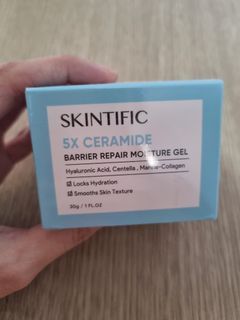 SKINTIFIC
5X CERAMIDE
BARRIER REPAIR MOISTURE GEL
Hyaluronic Acid, Centella, Marine-Collagen
Locks Hydration
Smooths Skin Texture
30g / 1 FL.OZ